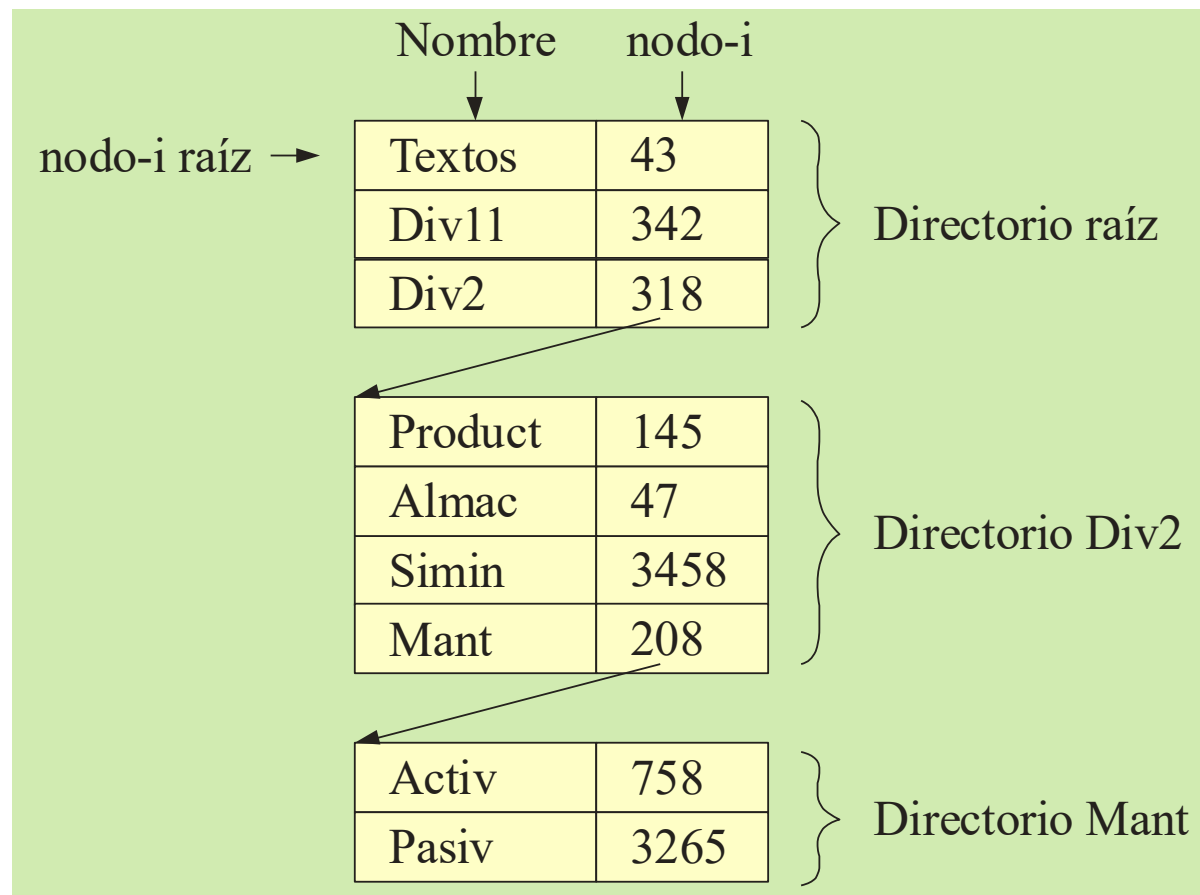 Nombre nodo-i
nodo-i raíz
Textos 43
Div11 342
Directorio raíz
Div2 318
Product 145
Almac 47
Directorio Div2
Simin 3458
Mant 208
Activ 758
Directorio Mant
Pasiv 3265